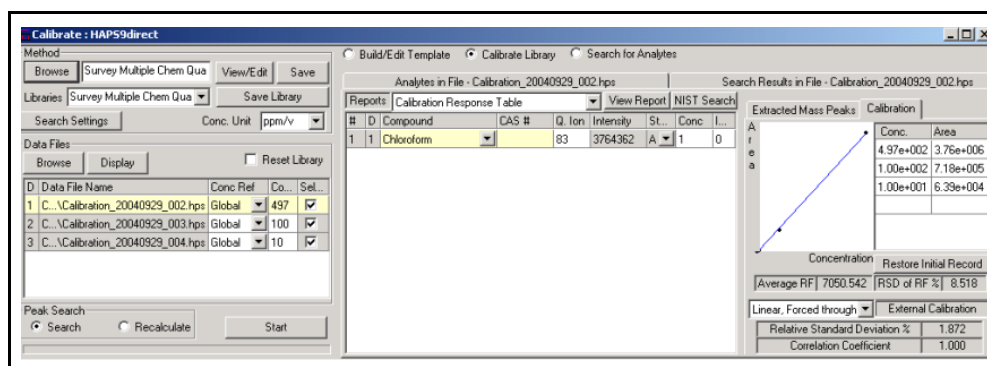 Calibrate : HAPS9direct
Method
Browse Survey Multiple Chem Qua View/Edit Save
Libraries Survey Multiple Chem Qua Save Library
Search Settings Conc. Unit ppm/v
Data Files
Browse Display Reset Library
D Data File Name Conc Ref Co... Sel...
1 C...\Calibration_20040929_002.hps Global 497
2 C...\Calibration_20040929_003.hps Global 100
3 C...\Calibration_20040929_004.hps Global 10
Peak Search
Search Recalculate Start
Build/Edit Template Calibrate Library Search for Analytes
Analytes in File - Calibration_20040929_002.hps Search Results in File - Calibration_20040929_002.hps
Reports Calibration Response Table View Report NIST Search
# D Compound CAS # Q. Ion Intensity St... Conc I...
1 1 Chloroform 83 3764362 A 1 0
Extracted Mass Peaks Calibration
Area
Conc. Area
4.97e+002 3.76e+006
1.00e+002 7.18e+005
1.00e+001 6.39e+004
Concentration Restore Initial Record
Average RF 7050.542 RSD of RF % 8.518
Linear, Forced through External Calibration
Relative Standard Deviation % 1.872
Correlation Coefficient 1.000